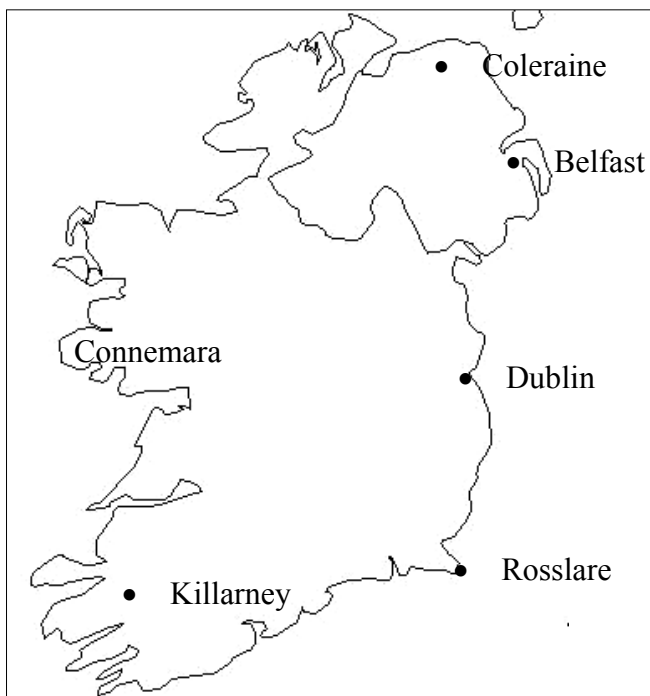 Coleraine
Belfast
Connemara
Dublin
Rosslare
Killarney